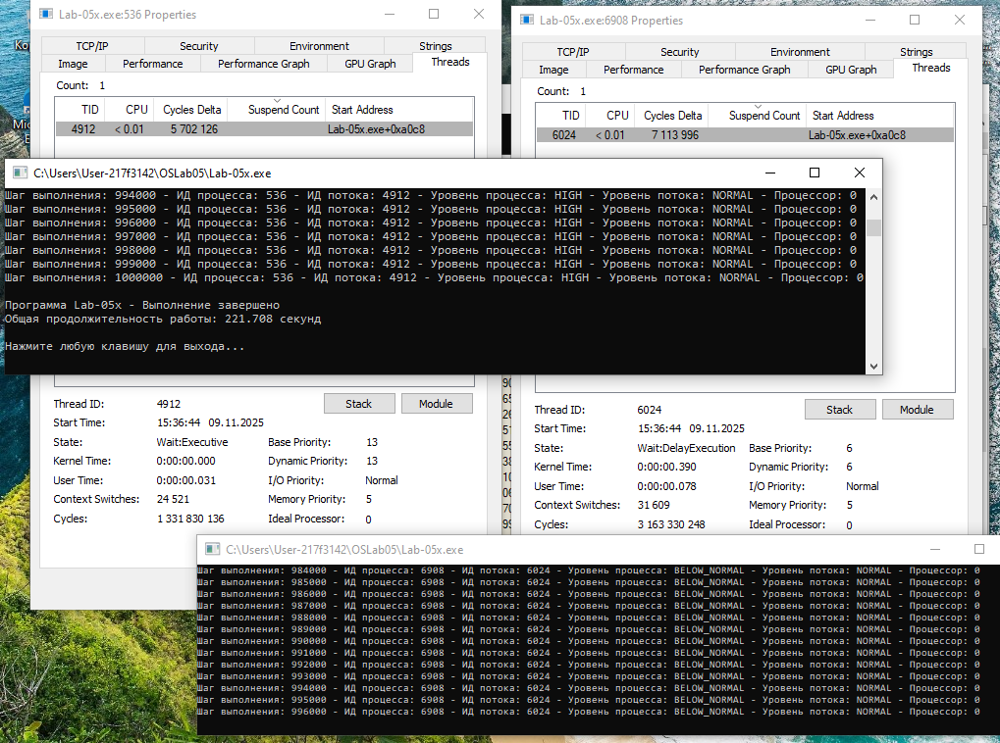 Lab-05x.exe:536 Properties
TCP/IP Security Environment Strings
Image Performance Performance Graph GPU Graph Threads
Count: 1
TID CPU Cycles Delta Suspend Count Start Address
4912 < 0.01 5 702 126 Lab-05x.exe+0xa0c8
Lab-05x.exe:6908 Properties
TCP/IP Security Environment Strings
Image Performance Performance Graph GPU Graph Threads
Count: 1
TID CPU Cycles Delta Suspend Count Start Address
6024 < 0.01 7 113 996 Lab-05x.exe+0xa0c8
C:\Users\User-217f3142\OSLab05\Lab-05x.exe
Шаг выполнения: 994000 - ИД процесса: 536 - ИД потока: 4912 - Уровень процесса: HIGH - Уровень потока: NORMAL - Процессор: 0
Шаг выполнения: 995000 - ИД процесса: 536 - ИД потока: 4912 - Уровень процесса: HIGH - Уровень потока: NORMAL - Процессор: 0
Шаг выполнения: 996000 - ИД процесса: 536 - ИД потока: 4912 - Уровень процесса: HIGH - Уровень потока: NORMAL - Процессор: 0
Шаг выполнения: 997000 - ИД процесса: 536 - ИД потока: 4912 - Уровень процесса: HIGH - Уровень потока: NORMAL - Процессор: 0
Шаг выполнения: 998000 - ИД процесса: 536 - ИД потока: 4912 - Уровень процесса: HIGH - Уровень потока: NORMAL - Процессор: 0
Шаг выполнения: 999000 - ИД процесса: 536 - ИД потока: 4912 - Уровень процесса: HIGH - Уровень потока: NORMAL - Процессор: 0
Шаг выполнения: 1000000 - ИД процесса: 536 - ИД потока: 4912 - Уровень процесса: HIGH - Уровень потока: NORMAL - Процессор: 0
Программа Lab-05x - Выполнение завершено
Общая продолжительность работы: 221.708 секунд
Нажмите любую клавишу для выхода...
Thread ID: 4912 Stack Module
Start Time: 15:36:44 09.11.2025
State: Wait:Executive Base Priority: 13
Kernel Time: 0:00:00.000 Dynamic Priority: 13
User Time: 0:00:00.031 I/O Priority: Normal
Context Switches: 24 521 Memory Priority: 5
Cycles: 1 331 830 136 Ideal Processor: 0
Thread ID: 6024 Stack Module
Start Time: 15:36:44 09.11.2025
State: Wait:DelayExecution Base Priority: 6
Kernel Time: 0:00:00.390 Dynamic Priority: 6
User Time: 0:00:00.078 I/O Priority: Normal
Context Switches: 31 609 Memory Priority: 5
Cycles: 3 163 330 248 Ideal Processor: 0
C:\Users\User-217f3142\OSLab05\Lab-05x.exe
Шаг выполнения: 984000 - ИД процесса: 6908 - ИД потока: 6024 - Уровень процесса: BELOW_NORMAL - Уровень потока: NORMAL - Процессор: 0
Шаг выполнения: 985000 - ИД процесса: 6908 - ИД потока: 6024 - Уровень процесса: BELOW_NORMAL - Уровень потока: NORMAL - Процессор: 0
Шаг выполнения: 986000 - ИД процесса: 6908 - ИД потока: 6024 - Уровень процесса: BELOW_NORMAL - Уровень потока: NORMAL - Процессор: 0
Шаг выполнения: 987000 - ИД процесса: 6908 - ИД потока: 6024 - Уровень процесса: BELOW_NORMAL - Уровень потока: NORMAL - Процессор: 0
Шаг выполнения: 988000 - ИД процесса: 6908 - ИД потока: 6024 - Уровень процесса: BELOW_NORMAL - Уровень потока: NORMAL - Процессор: 0
Шаг выполнения: 989000 - ИД процесса: 6908 - ИД потока: 6024 - Уровень процесса: BELOW_NORMAL - Уровень потока: NORMAL - Процессор: 0
Шаг выполнения: 990000 - ИД процесса: 6908 - ИД потока: 6024 - Уровень процесса: BELOW_NORMAL - Уровень потока: NORMAL - Процессор: 0
Шаг выполнения: 991000 - ИД процесса: 6908 - ИД потока: 6024 - Уровень процесса: BELOW_NORMAL - Уровень потока: NORMAL - Процессор: 0
Шаг выполнения: 992000 - ИД процесса: 6908 - ИД потока: 6024 - Уровень процесса: BELOW_NORMAL - Уровень потока: NORMAL - Процессор: 0
Шаг выполнения: 993000 - ИД процесса: 6908 - ИД потока: 6024 - Уровень процесса: BELOW_NORMAL - Уровень потока: NORMAL - Процессор: 0
Шаг выполнения: 994000 - ИД процесса: 6908 - ИД потока: 6024 - Уровень процесса: BELOW_NORMAL - Уровень потока: NORMAL - Процессор: 0
Шаг выполнения: 995000 - ИД процесса: 6908 - ИД потока: 6024 - Уровень процесса: BELOW_NORMAL - Уровень потока: NORMAL - Процессор: 0
Шаг выполнения: 996000 - ИД процесса: 6908 - ИД потока: 6024 - Уровень процесса: BELOW_NORMAL - Уровень потока: NORMAL - Процессор: 0